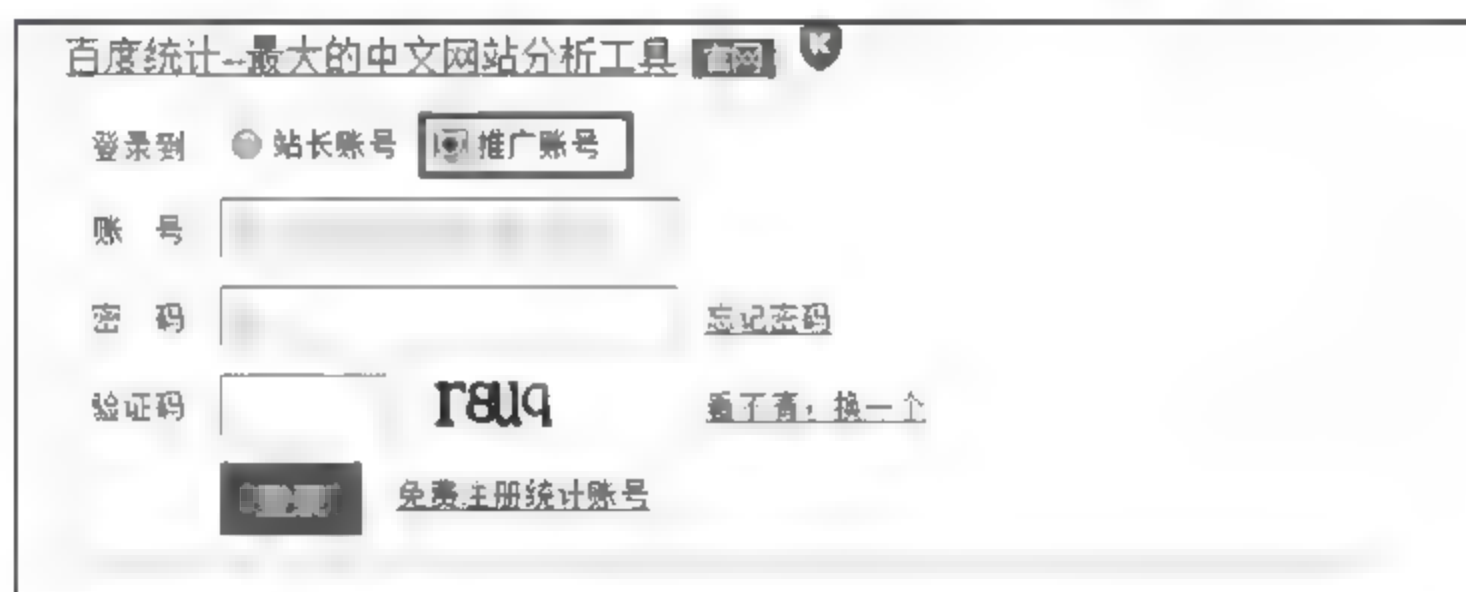 百度统计--最大的中文网站分析工具 官网 K
登录到 站长账号 推广账号
账 号
密 码 忘记密码
验证码 rsuq 看不清，换一个
免费注册统计账号